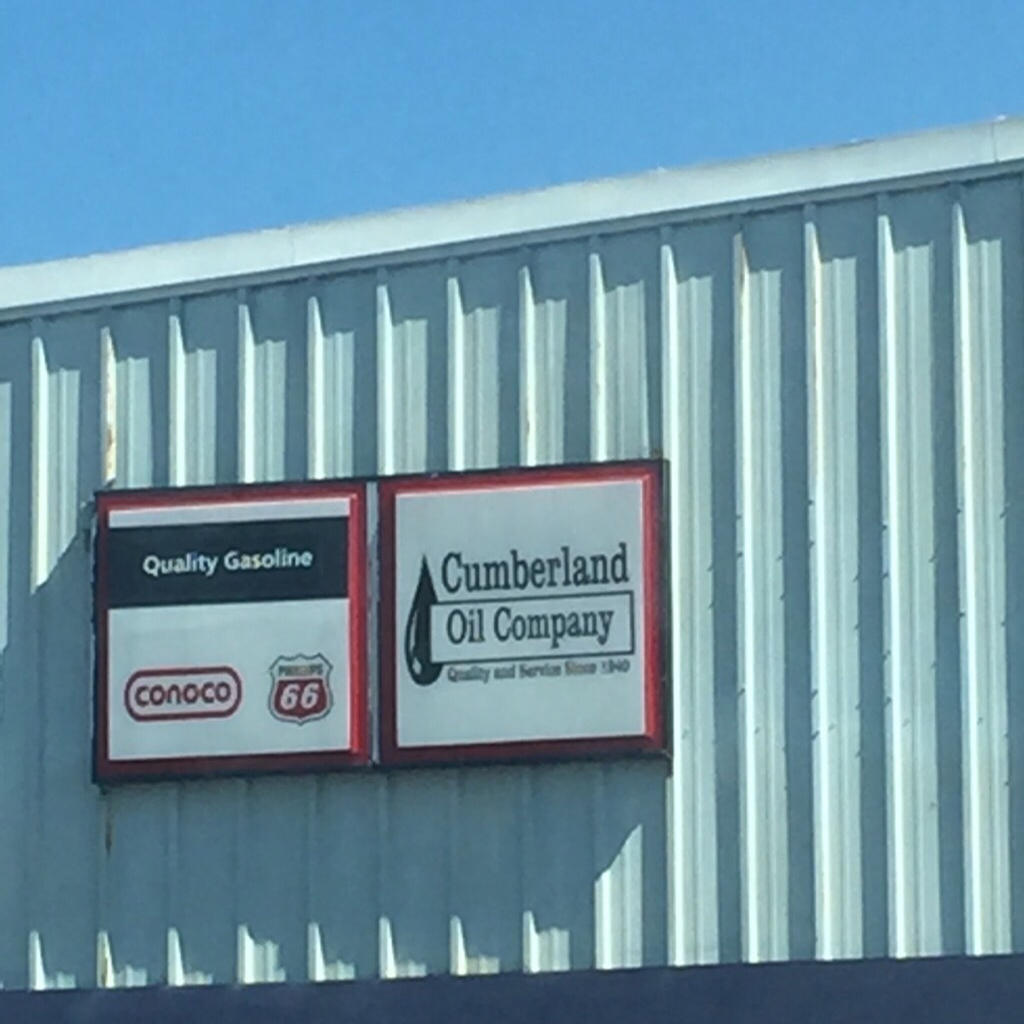 Quality Gasoline
conoco
PHILLIPS
66
Cumberland
Oil Company
Quality and Service Since 1940